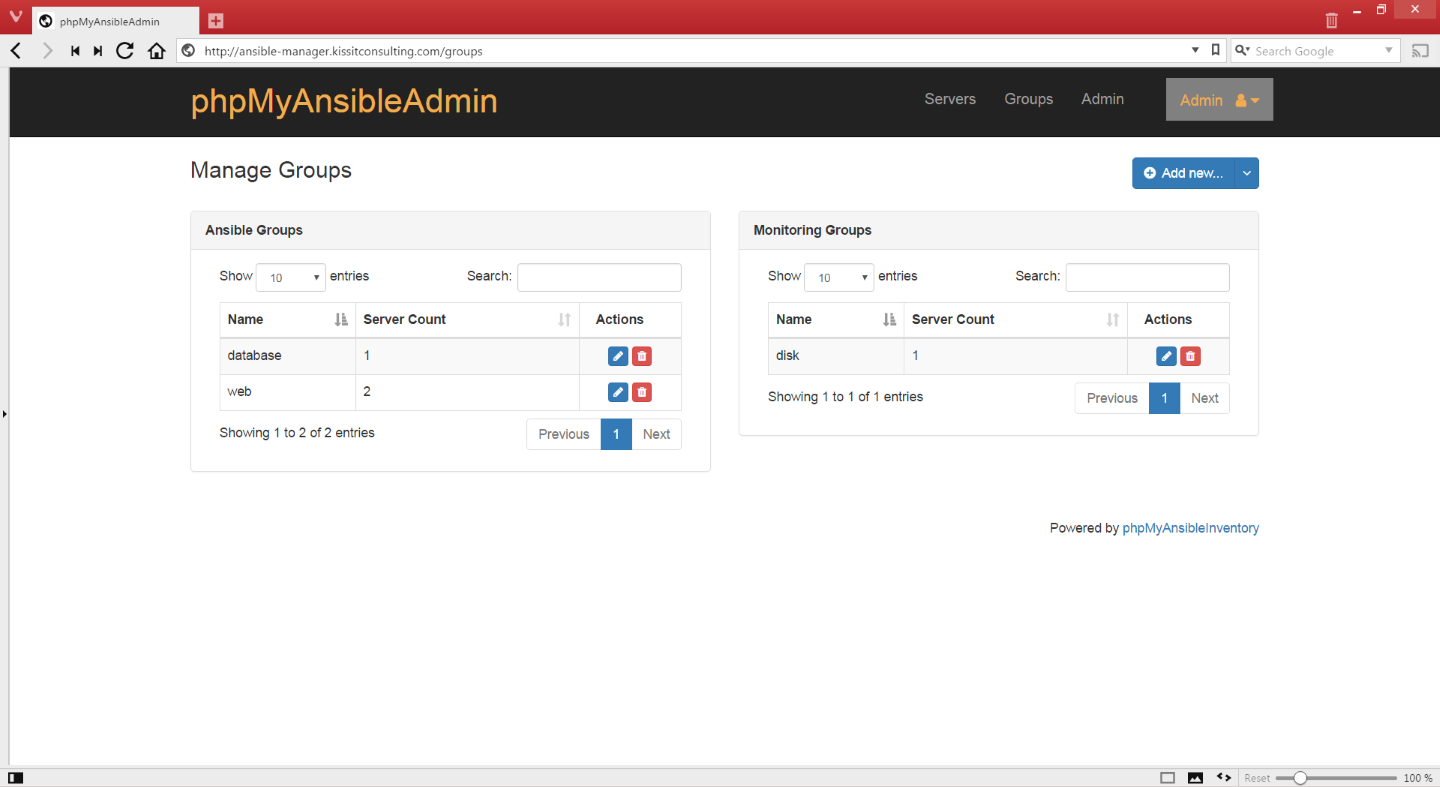 phpMyAnsibleAdmin
http://ansible-manager.kissitconsulting.com/groups
Search Google
phpMyAnsibleAdmin
Servers Groups Admin Admin
Manage Groups
Add new...
Ansible Groups
Show 10 entries Search:
Name Server Count Actions
database 1
web 2
Showing 1 to 2 of 2 entries
Previous 1 Next
Monitoring Groups
Show 10 entries Search:
Name Server Count Actions
disk 1
Showing 1 to 1 of 1 entries
Previous 1 Next
Powered by phpMyAnsibleInventory
Reset 100 %